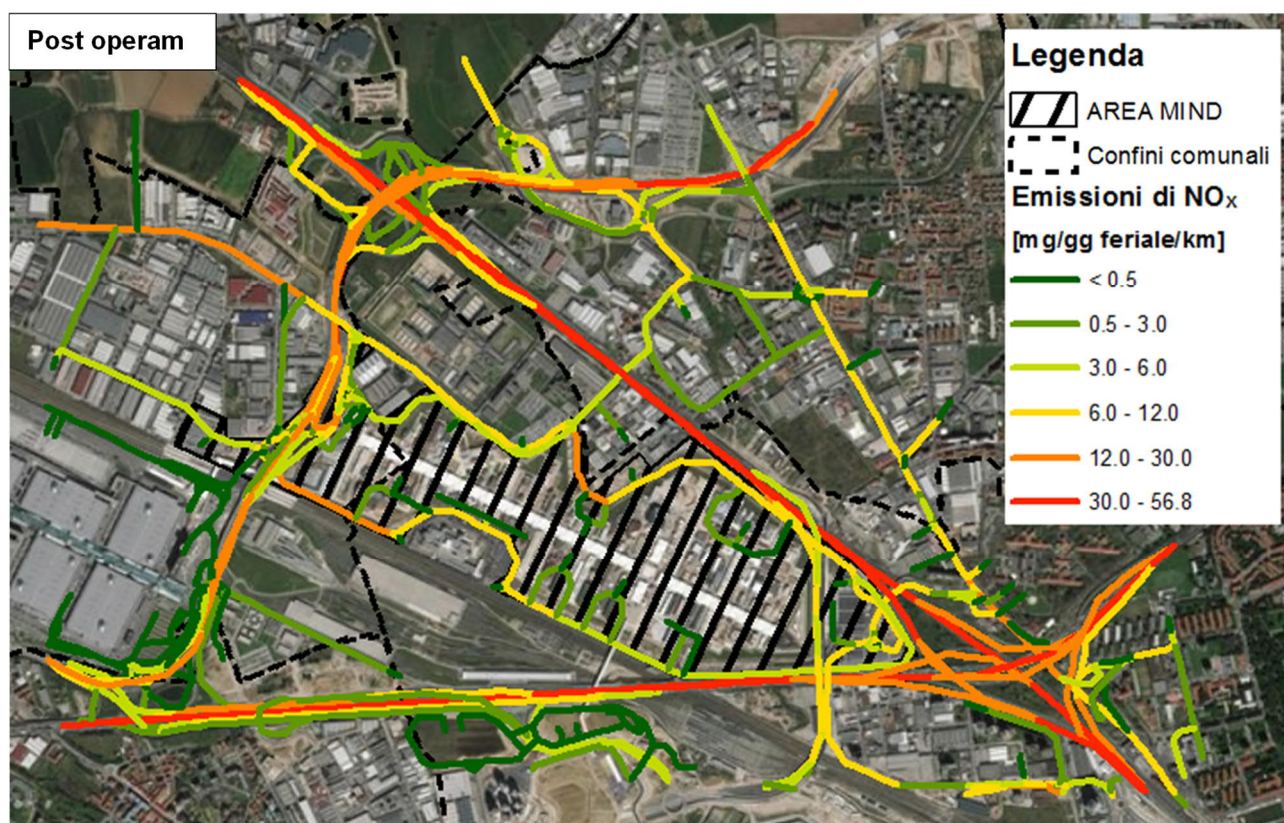 Post operam
Legenda
AREA MIND
Confini comunali
Emissioni di NOx
[mg/gg feriale/km]
< 0.5
0.5 - 3.0
3.0 - 6.0
6.0 - 12.0
12.0 - 30.0
30.0 - 56.8